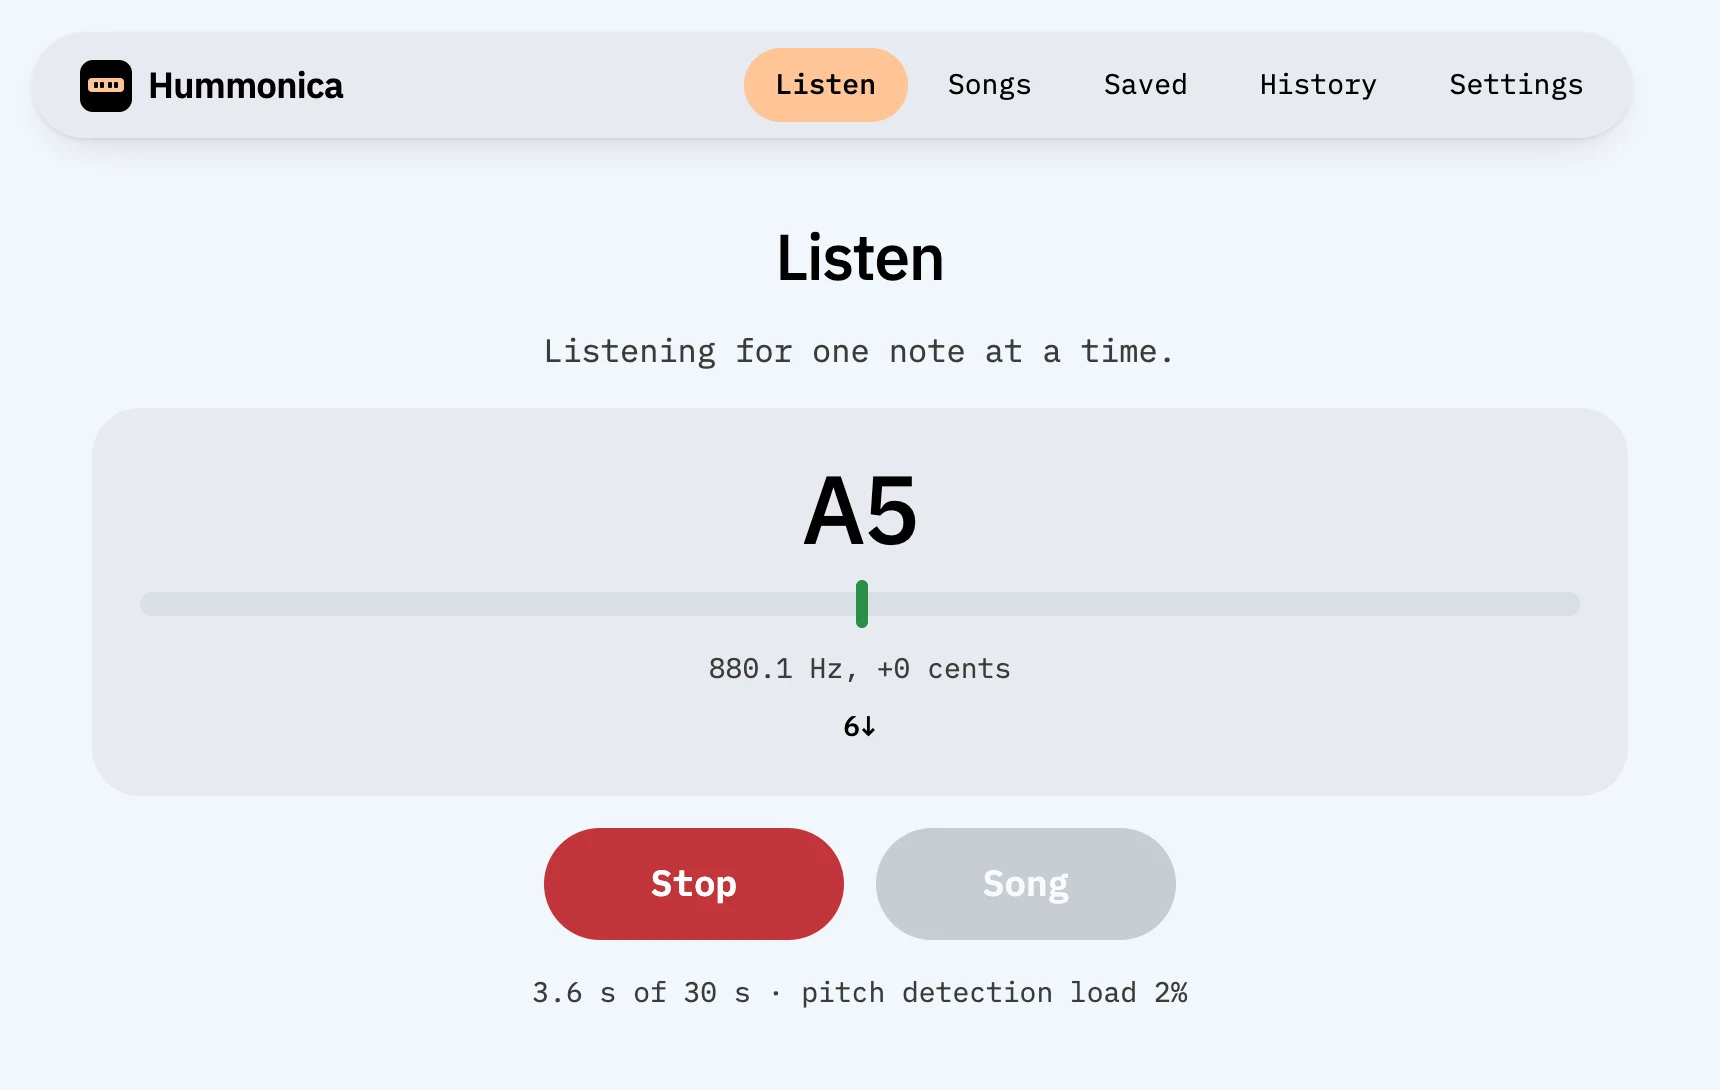 Hummonica
Listen Songs Saved History Settings
Listen
Listening for one note at a time.
A5
880.1 Hz, +0 cents
6↓
Stop Song
3.6 s of 30 s · pitch detection load 2%